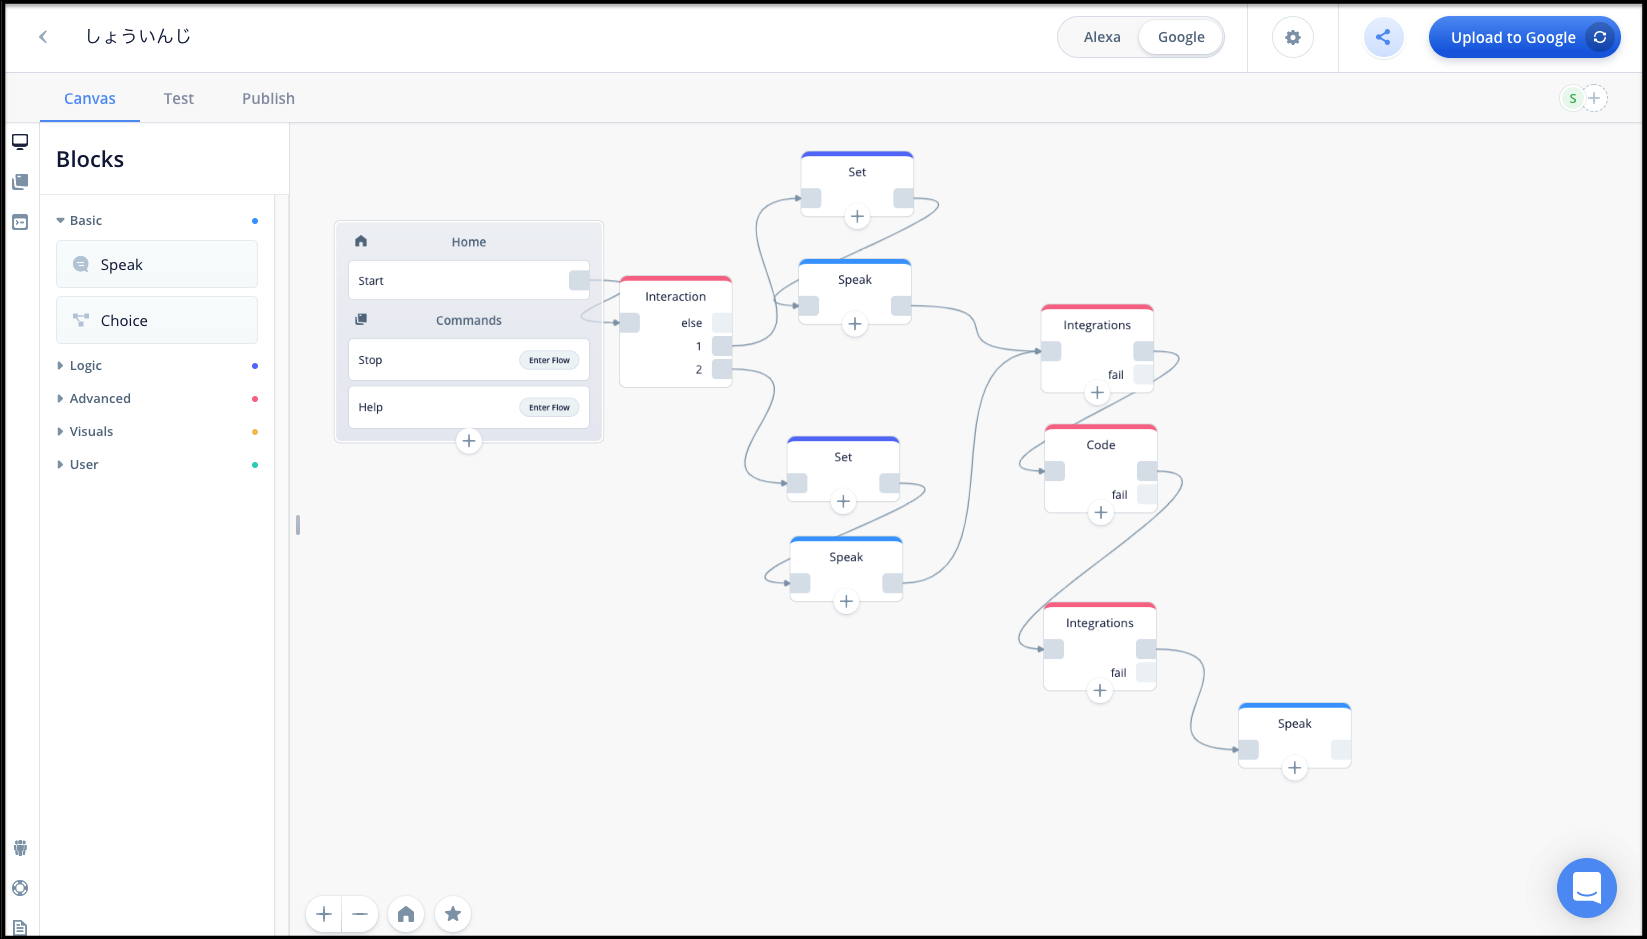 しょういんじ
Alexa
Google
Upload to Google
Canvas
Test
Publish
S
Blocks
Basic
Speak
Choice
Logic
Advanced
Visuals
User
Home
Start
Commands
Stop
Enter Flow
Help
Enter Flow
Interaction
else
1
2
Set
Speak
Set
Speak
Integrations
fail
Code
fail
Integrations
fail
Speak